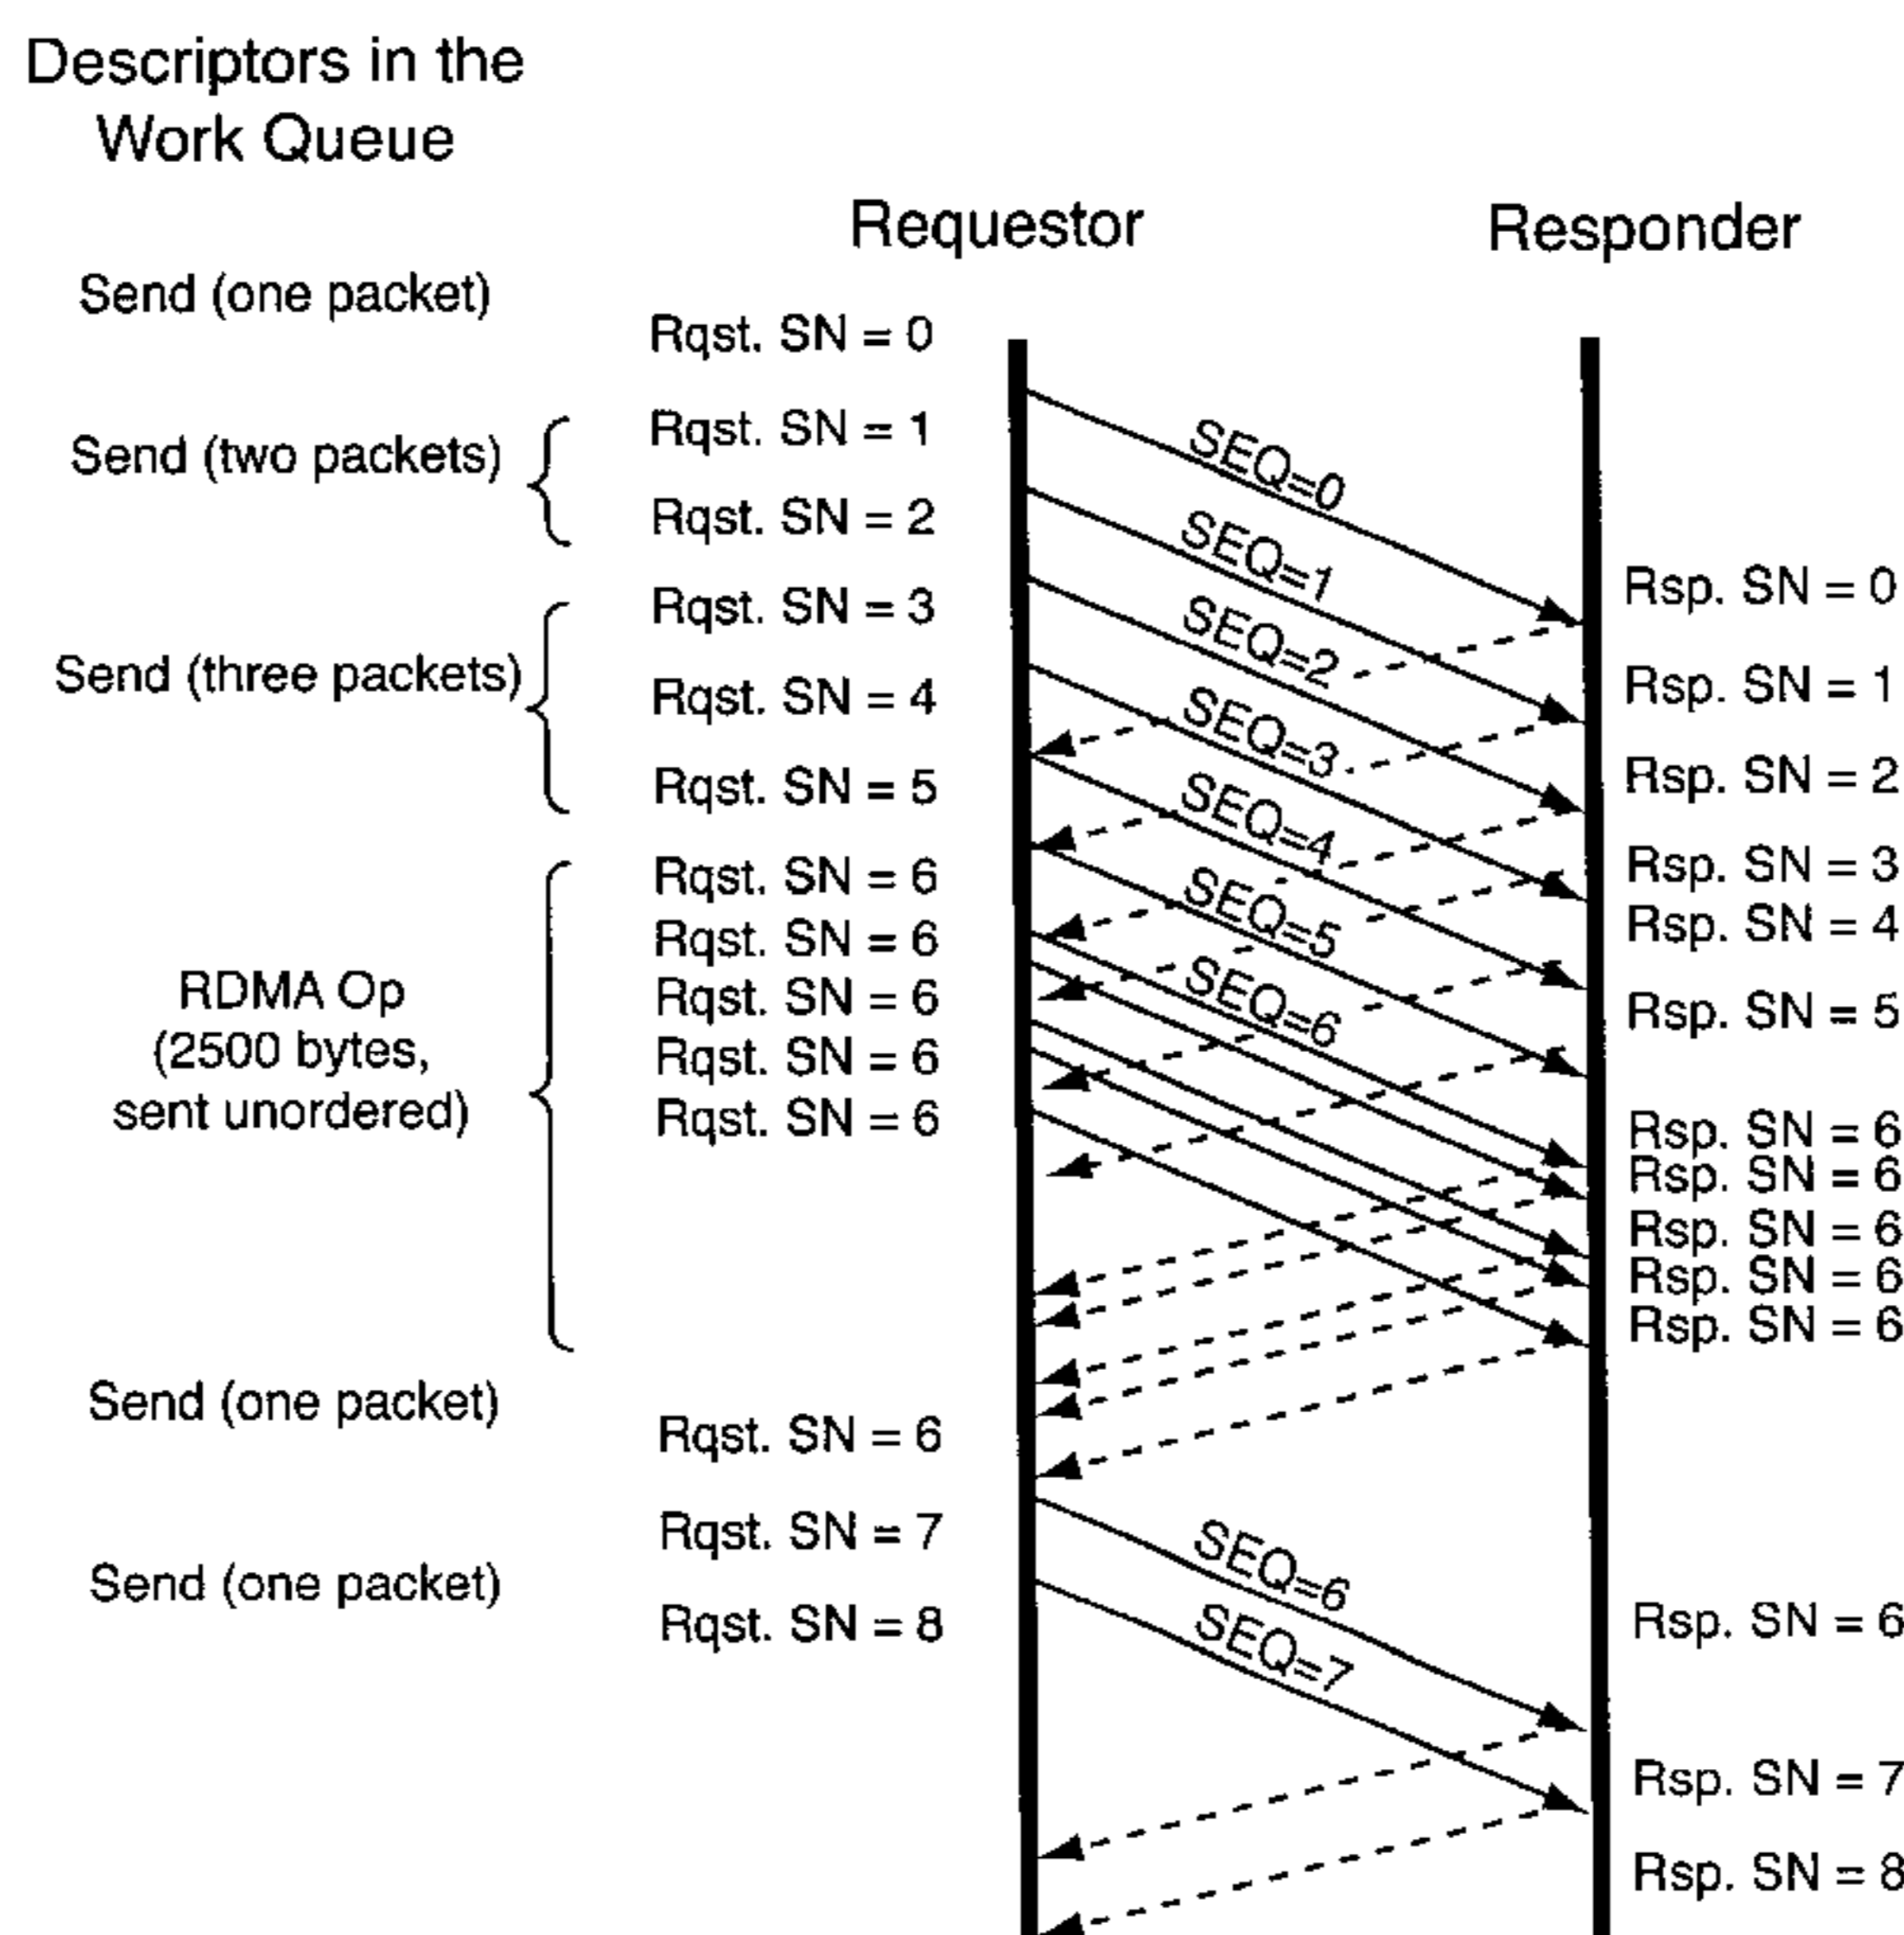 Descriptors in the
Work Queue
Requestor
Responder
Send (one packet)
Rqst. SN = 0
Send (two packets)
Rqst. SN = 1
Rqst. SN = 2
Send (three packets)
Rqst. SN = 3
Rqst. SN = 4
Rqst. SN = 5
RDMA Op
(2500 bytes,
sent unordered)
Rqst. SN = 6
Rqst. SN = 6
Rqst. SN = 6
Rqst. SN = 6
Rqst. SN = 6
Send (one packet)
Rqst. SN = 6
Rqst. SN = 7
Send (one packet)
Rqst. SN = 8
SEQ=0
SEQ=1
SEQ=2
SEQ=3
SEQ=4
SEQ=5
SEQ=6
SEQ=6
SEQ=7
Rsp. SN = 0
Rsp. SN = 1
Rsp. SN = 2
Rsp. SN = 3
Rsp. SN = 4
Rsp. SN = 5
Rsp. SN = 6
Rsp. SN = 6
Rsp. SN = 6
Rsp. SN = 6
Rsp. SN = 6
Rsp. SN = 6
Rsp. SN = 7
Rsp. SN = 8